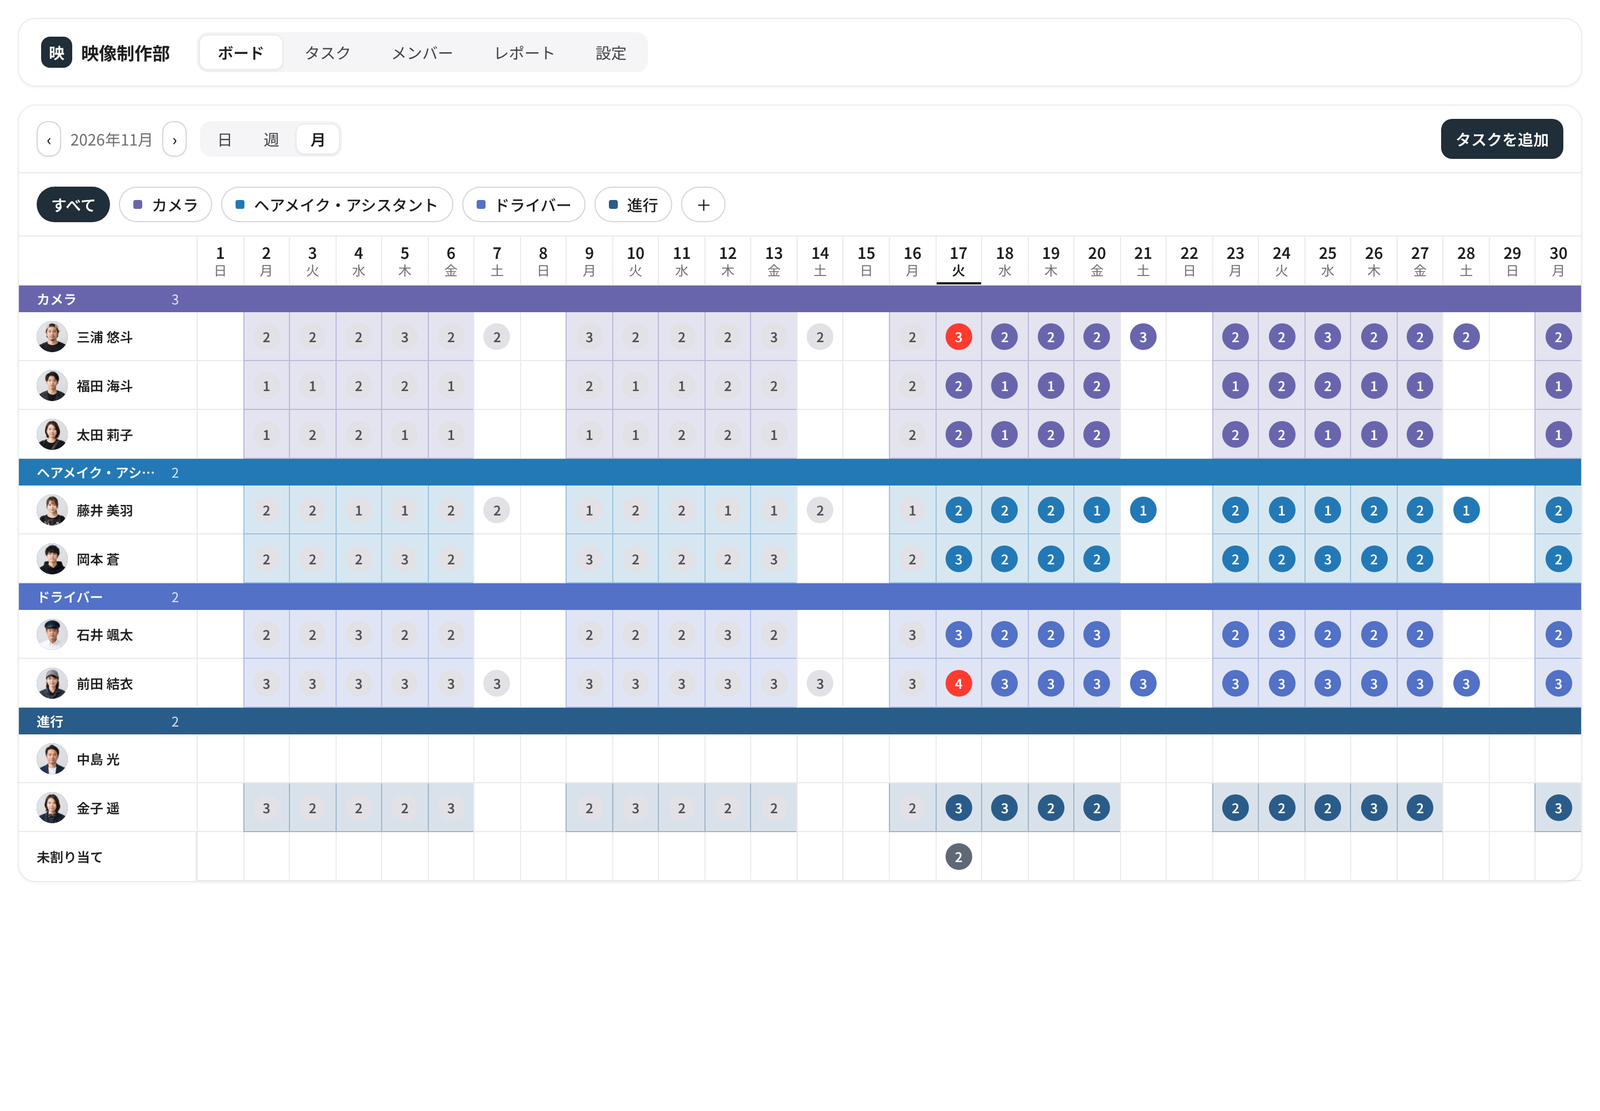 映 映像制作部 ボード タスク メンバー レポート 設定
‹ 2026年11月 › 日 週 月 タスクを追加
すべて カメラ ヘアメイク・アシスタント ドライバー 進行 +
1 2 3 4 5 6 7 8 9 10 11 12 13 14 15 16 17 18 19 20 21 22 23 24 25 26 27 28 29 30
日 月 火 水 木 金 土 日 月 火 水 木 金 土 日 月 火 水 木 金 土 日 月 火 水 木 金 土 日 月
カメラ 3
三浦 悠斗 2 2 2 3 2 2 3 2 2 2 3 2 2 3 2 2 2 3 2 2 3 2 2 2 2
福田 海斗 1 1 2 2 1 2 1 1 2 2 2 2 1 1 2 1 2 2 1 1 1
太田 莉子 1 2 2 1 1 1 1 2 2 1 2 2 1 2 2 2 2 1 1 2 1
ヘアメイク・アシ… 2
藤井 美羽 2 2 1 1 2 2 1 2 2 1 1 2 1 2 2 2 1 1 2 1 1 2 2 1 2
岡本 蒼 2 2 2 3 2 3 2 2 2 3 2 3 2 2 2 2 2 3 2 2 2
ドライバー 2
石井 颯太 2 2 3 2 2 2 2 2 3 2 3 3 2 2 3 2 3 2 2 2 2
前田 結衣 3 3 3 3 3 3 3 3 3 3 3 3 3 4 3 3 3 3 3 3 3 3 3 3 3
進行 2
中島 光
金子 遥 3 2 2 2 3 2 3 2 2 2 2 3 3 2 2 2 2 2 3 2 3
未割り当て 2